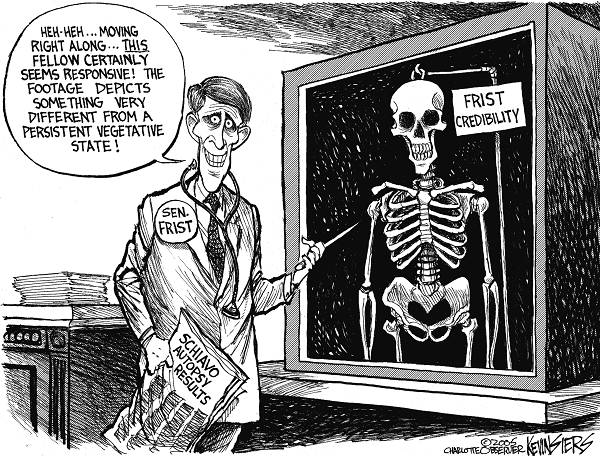 HEH-HEH... MOVING
RIGHT ALONG... THIS
FELLOW CERTAINLY
SEEMS RESPONSIVE! THE
FOOTAGE DEPICTS
SOMETHING VERY
DIFFERENT FROM A
PERSISTENT VEGETATIVE
STATE!
SEN.
FRIST
SCHIAVO
AUTOPSY
RESULTS
FRIST
CREDIBILITY
©2005
CHARLOTTE OBSERVER
KEVIN SIERS